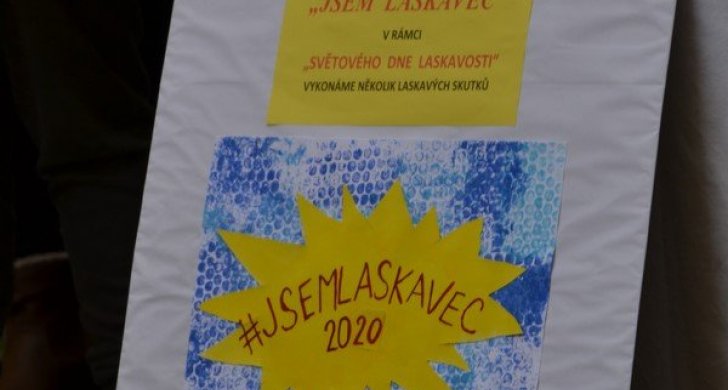 „JSEM LASKAVEC
V RÁMCI
„SVĚTOVÉHO DNE LASKAVOSTI"
VYKONÁME NĚKOLIK LASKAVÝCH SKUTKŮ
#JSEMLASKAVEC
2020